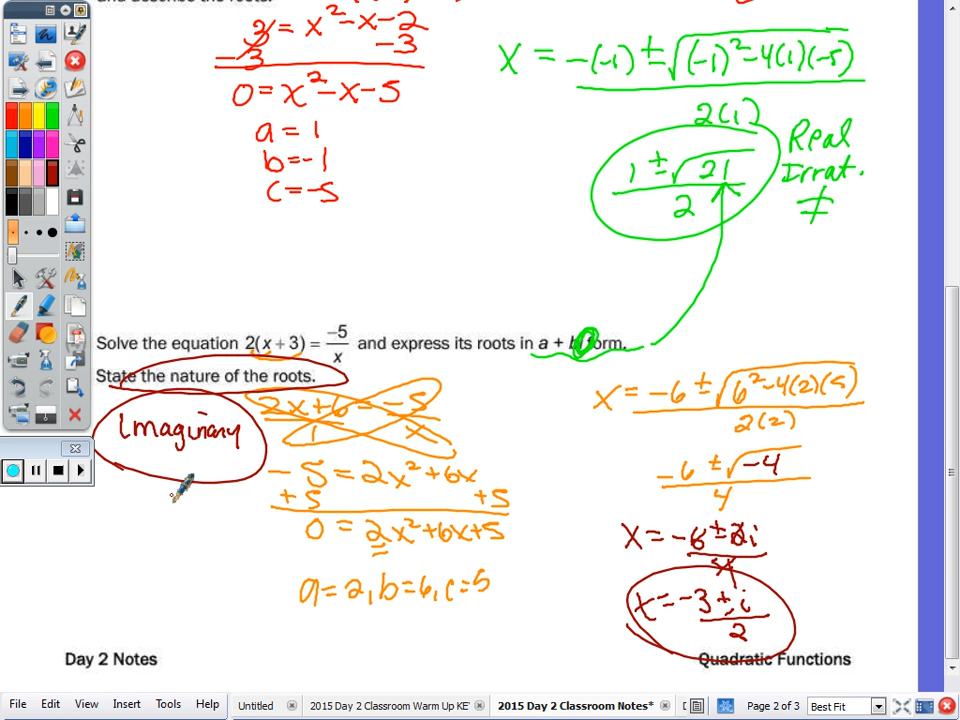 and describe the roots.
3 = x² - x - 2
-3 -3
0 = x² - x - 5
a = 1
b = -1
c = -5
x = -(-1) ± √(-1)² - 4(1)(-5)
2(1)
1 ± √21
2
Real
Irrat.
≠
Solve the equation 2(x + 3) = -5/x and express its roots in a + bi form.
State the nature of the roots.
Imaginary
2x+6 = -5
1 x
-5 = 2x² + 6x
+5 +5
0 = 2x² + 6x + 5
a = 2, b = 6, c = 5
x = -6 ± √6² - 4(2)(5)
2(2)
-6 ± √-4
4
x = -6 ± 2i
4
x = -3 ± i
2
Day 2 Notes
Quadratic Functions
File Edit View Insert Tools Help
Untitled
2015 Day 2 Classroom Warm Up KE
2015 Day 2 Classroom Notes*
Page 2 of 3
Best Fit